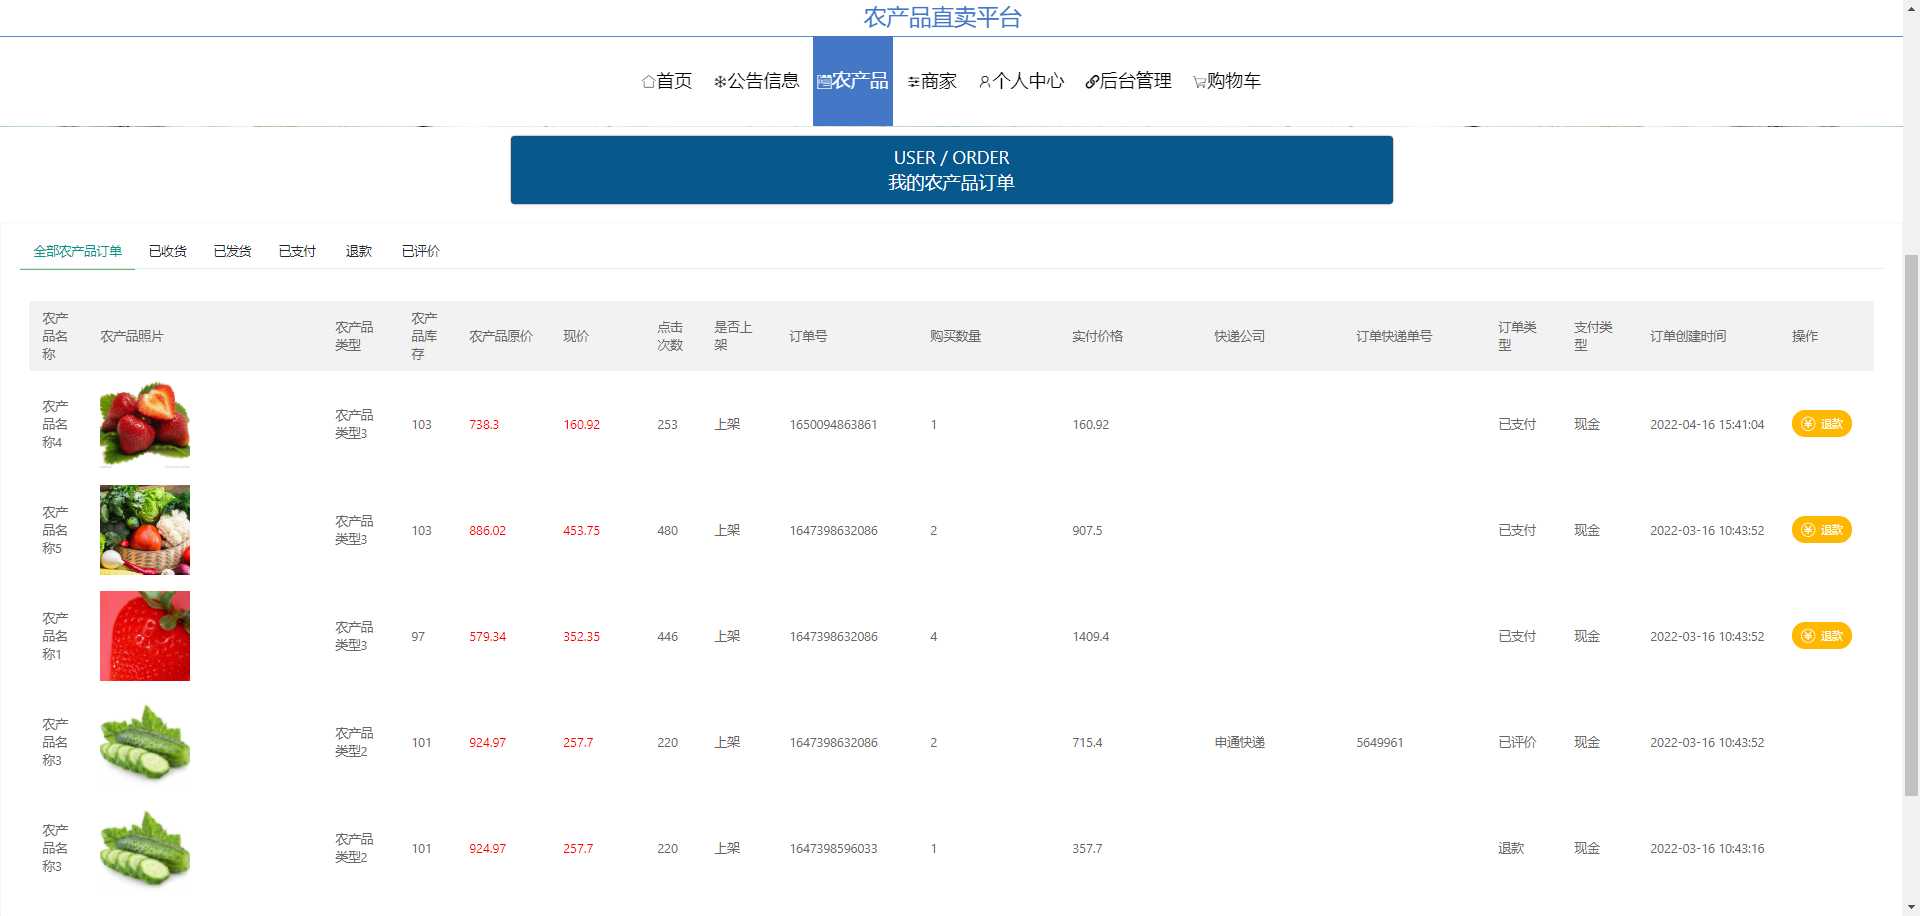 农产品直卖平台
首页 公告信息 农产品 商家 个人中心 后台管理 购物车
USER / ORDER
我的农产品订单
全部农产品订单 已收货 已发货 已支付 退款 已评价
农产品名称 农产品照片 农产品类型 农产品库存 农产品原价 现价 点击次数 是否上架 订单号 购买数量 实付价格 快递公司 订单快递单号 订单类型 支付类型 订单创建时间 操作
农产品名称4 农产品类型3 103 738.3 160.92 253 上架 1650094863861 1 160.92 已支付 现金 2022-04-16 15:41:04 退款
农产品名称5 农产品类型3 103 886.02 453.75 480 上架 1647398632086 2 907.5 已支付 现金 2022-03-16 10:43:52 退款
农产品名称1 农产品类型3 97 579.34 352.35 446 上架 1647398632086 4 1409.4 已支付 现金 2022-03-16 10:43:52 退款
农产品名称3 农产品类型2 101 924.97 257.7 220 上架 1647398632086 2 715.4 申通快递 5649961 已评价 现金 2022-03-16 10:43:52
农产品名称3 农产品类型2 101 924.97 257.7 220 上架 1647398596033 1 357.7 退款 现金 2022-03-16 10:43:16